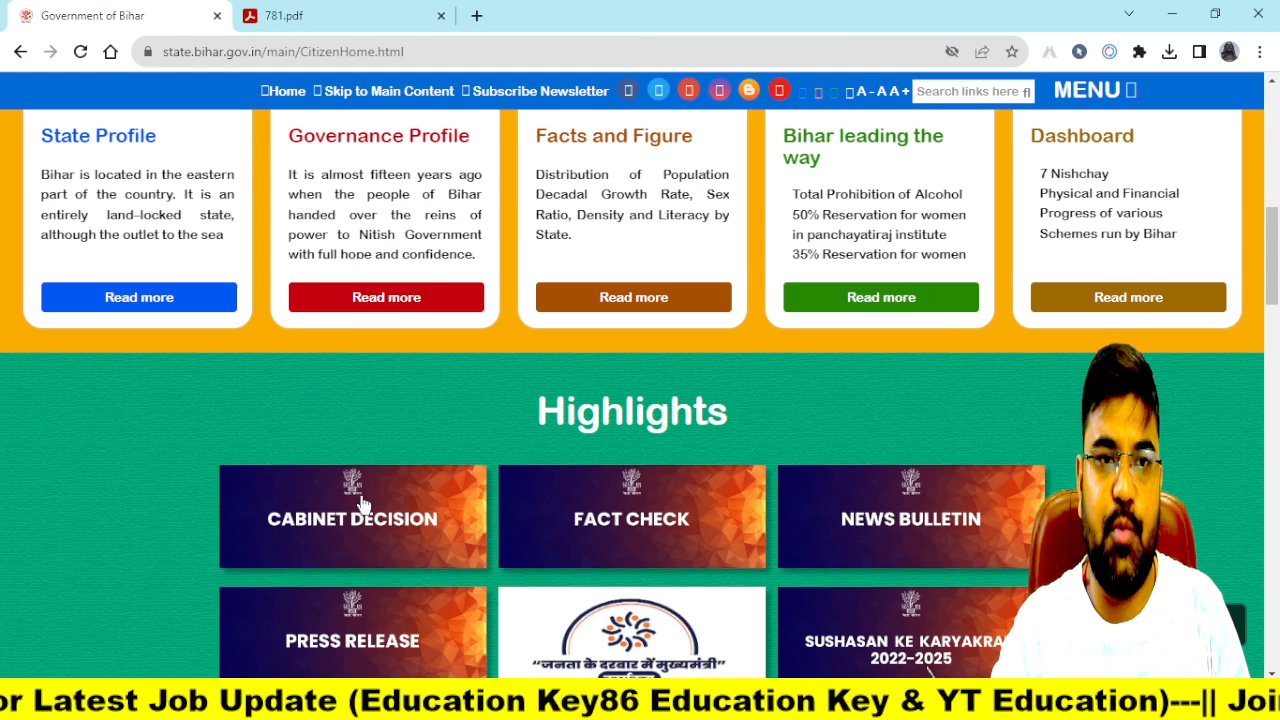 Government of Bihar
781.pdf
state.bihar.gov.in/main/CitizenHome.html
Home Skip to Main Content Subscribe Newsletter A - A A + Search links here MENU
State Profile
Bihar is located in the eastern
part of the country. It is an
entirely land–locked state,
although the outlet to the sea
Read more
Governance Profile
It is almost fifteen years ago
when the people of Bihar
handed over the reins of
power to Nitish Government
with full hope and confidence.
Read more
Facts and Figure
Distribution of Population
Decadal Growth Rate, Sex
Ratio, Density and Literacy by
State.
Read more
Bihar leading the
way
Total Prohibition of Alcohol
50% Reservation for women
in panchayatiraj institute
35% Reservation for women
Read more
Dashboard
7 Nishchay
Physical and Financial
Progress of various
Schemes run by Bihar
Read more
Highlights
CABINET DECISION
FACT CHECK
NEWS BULLETIN
PRESS RELEASE
“जनता के दरबार में मुख्यमंत्री”
SUSHASAN KE KARYAKRA
2022-2025
or Latest Job Update (Education Key86 Education Key & YT Education)---|| Joi